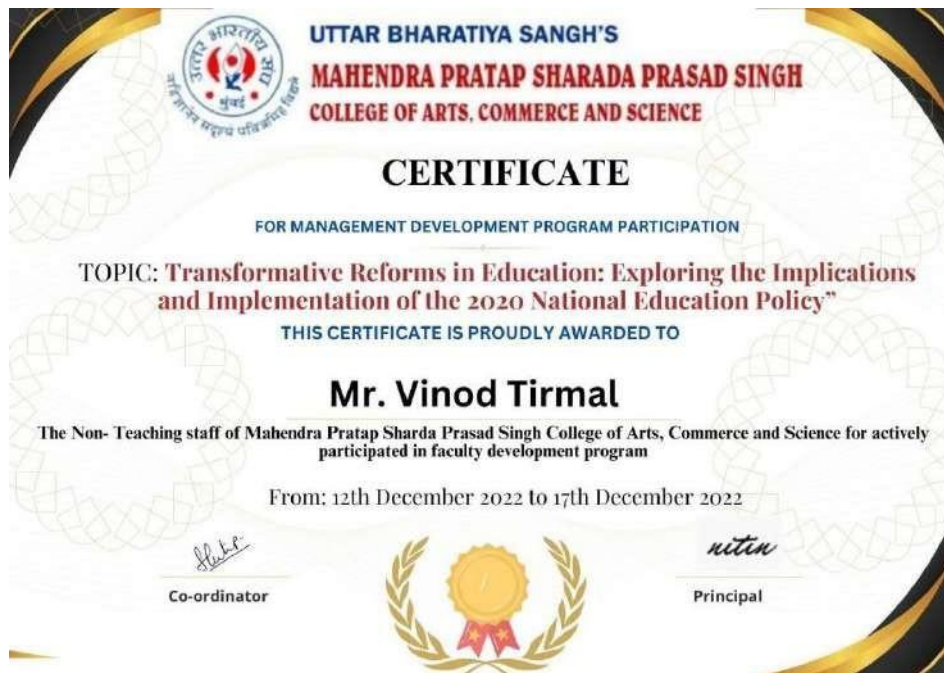 उत्तर भारतीय संघ
मुंबई
UTTAR BHARATIYA SANGH'S
MAHENDRA PRATAP SHARADA PRASAD SINGH
COLLEGE OF ARTS, COMMERCE AND SCIENCE
CERTIFICATE
FOR MANAGEMENT DEVELOPMENT PROGRAM PARTICIPATION
TOPIC: Transformative Reforms in Education: Exploring the Implications
and Implementation of the 2020 National Education Policy”
THIS CERTIFICATE IS PROUDLY AWARDED TO
Mr. Vinod Tirmal
The Non- Teaching staff of Mahendra Pratap Sharda Prasad Singh College of Arts, Commerce and Science for actively
participated in faculty development program
From: 12th December 2022 to 17th December 2022
nitin
Co-ordinator
Principal